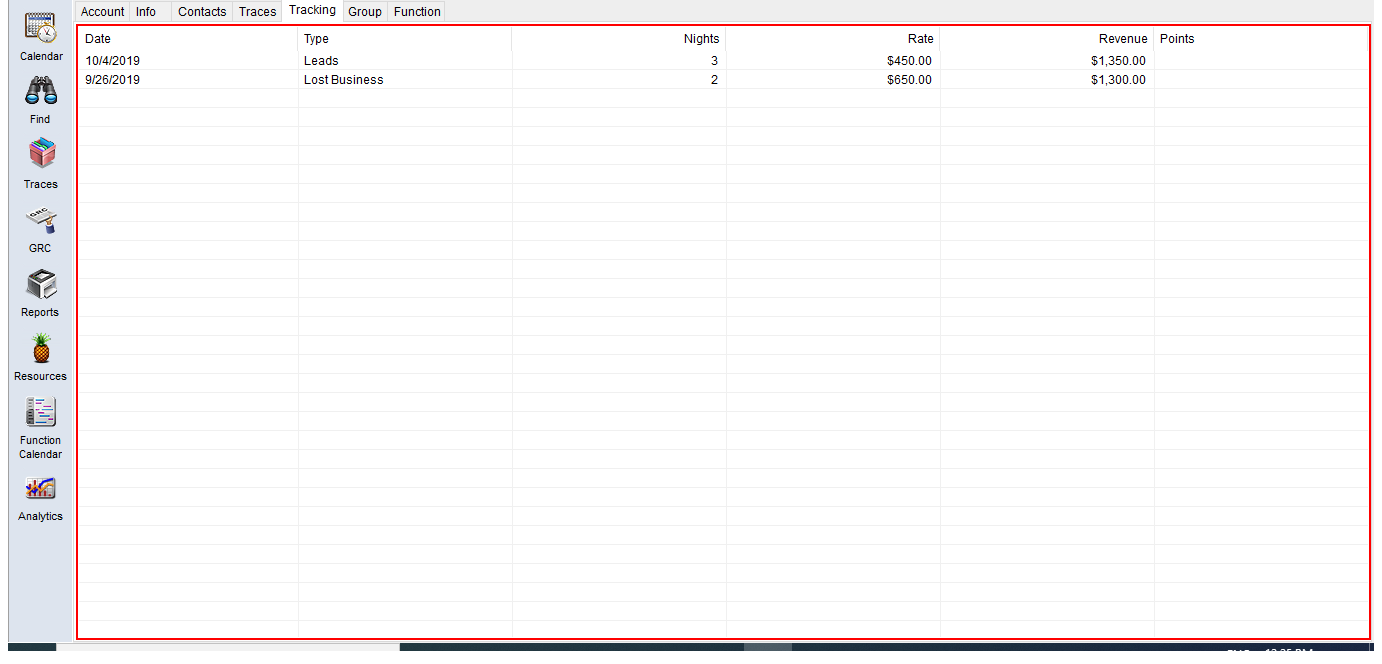 Account Info Contacts Traces Tracking Group Function
Date Type Nights Rate Revenue Points
10/4/2019 Leads 3 $450.00 $1,350.00
9/26/2019 Lost Business 2 $650.00 $1,300.00
Calendar
Find
Traces
GRC
GRC
Reports
Resources
Function
Calendar
Analytics